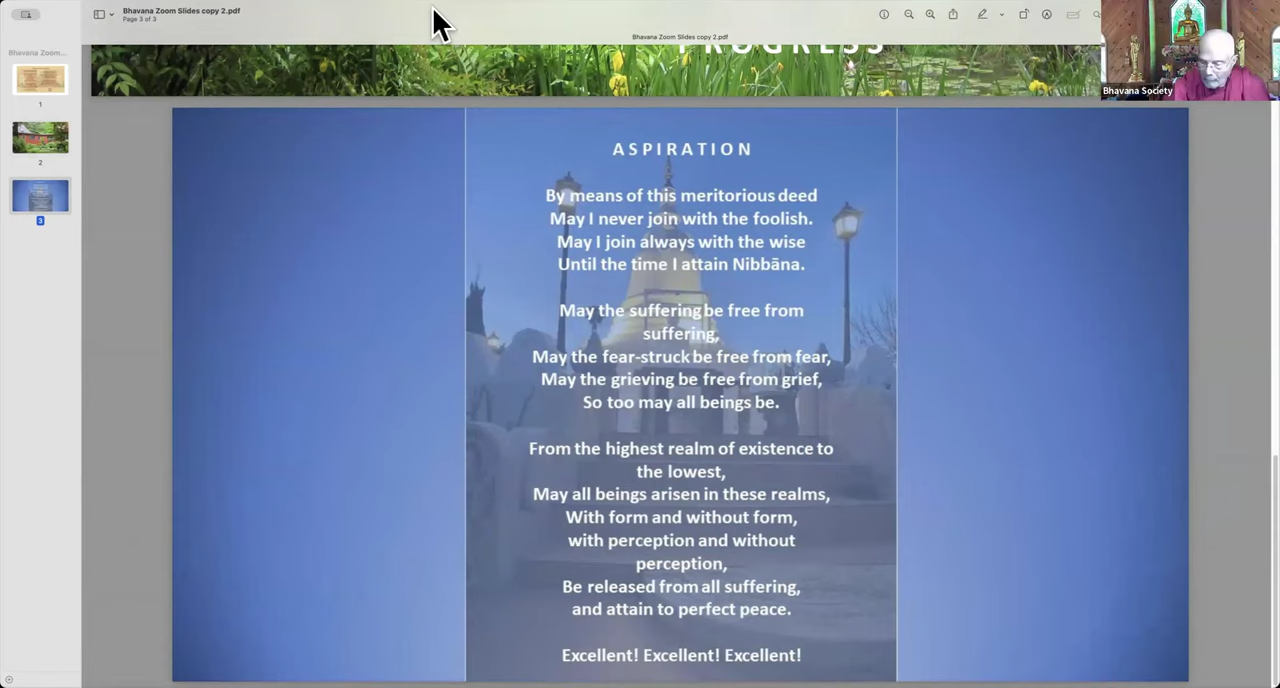 Bhavana Zoom Slides copy 2.pdf
Page 3 of 3
Bhavana Zoom Slides copy 2.pdf
Bhavana Zoom...
1
2
3
PROGRESS
Bhavana Society
ASPIRATION
By means of this meritorious deed
May I never join with the foolish.
May I join always with the wise
Until the time I attain Nibbāna.
May the suffering be free from
suffering,
May the fear-struck be free from fear,
May the grieving be free from grief,
So too may all beings be.
From the highest realm of existence to
the lowest,
May all beings arisen in these realms,
With form and without form,
with perception and without
perception,
Be released from all suffering,
and attain to perfect peace.
Excellent! Excellent! Excellent!